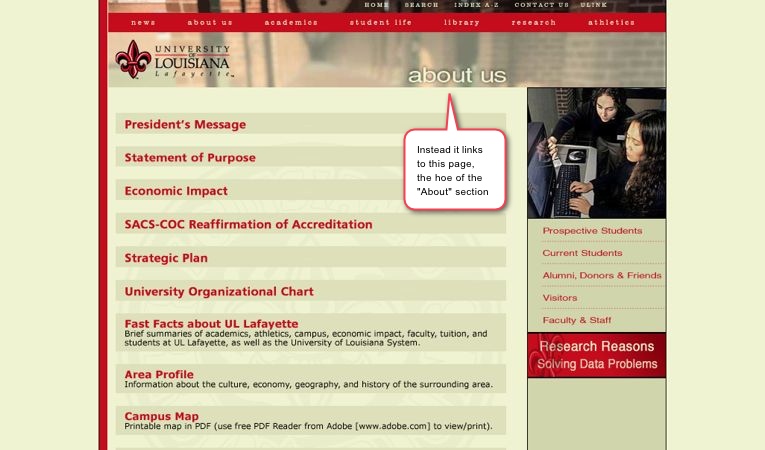 HOME SEARCH INDEX A-Z CONTACT US ULINK
news about us academics student life library research athletics
UNIVERSITY
OF
LOUISIANA
Lafayette™
about us
President's Message
Statement of Purpose
Economic Impact
SACS-COC Reaffirmation of Accreditation
Strategic Plan
University Organizational Chart
Fast Facts about UL Lafayette
Brief summaries of academics, athletics, campus, economic impact, faculty, tuition, and
students at UL Lafayette, as well as the University of Louisiana System.
Area Profile
Information about the culture, economy, geography, and history of the surrounding area.
Campus Map
Printable map in PDF (use free PDF Reader from Adobe [www.adobe.com] to view/print).
Instead it links
to this page,
the hoe of the
"About" section
Prospective Students
Current Students
Alumni, Donors & Friends
Visitors
Faculty & Staff
Research Reasons
Solving Data Problems